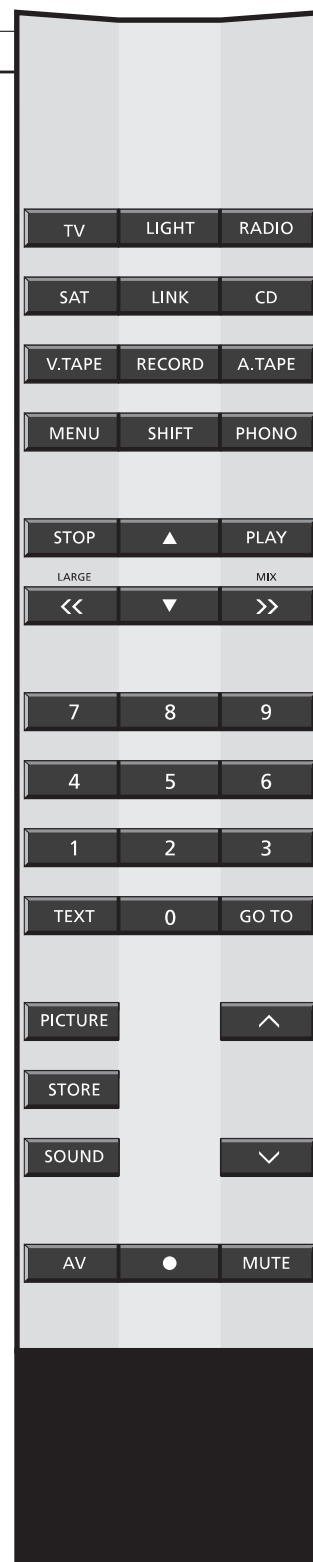 TV LIGHT RADIO
SAT LINK CD
V.TAPE RECORD A.TAPE
MENU SHIFT PHONO
STOP ▲ PLAY
LARGE MIX
<< ▼ >>
7 8 9
4 5 6
1 2 3
TEXT 0 GO TO
PICTURE
STORE
SOUND
AV ● MUTE